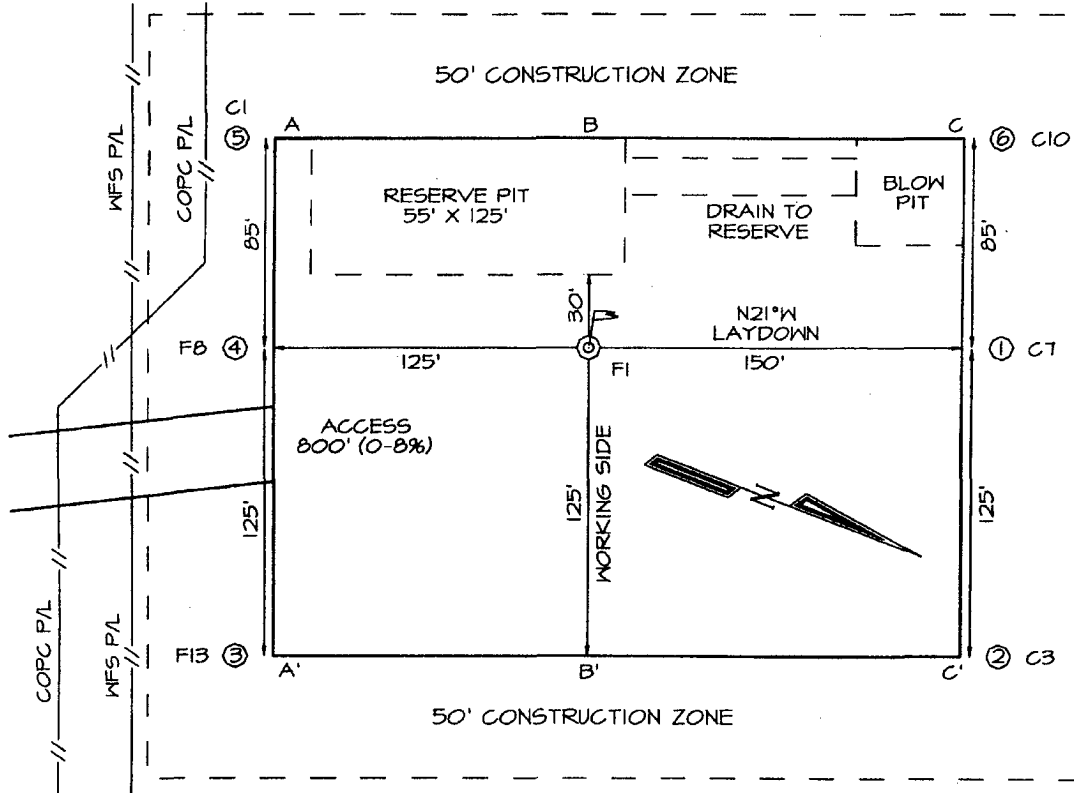 50' CONSTRUCTION ZONE
WFS P/L
COPC P/L
C1
⑤
A
B
C
⑥ C10
85'
RESERVE PIT
55' X 125'
DRAIN TO
RESERVE
BLOW
PIT
85'
30'
N21°W
LAYDOWN
F8 ④
125'
F1
150'
① C7
ACCESS
800' (0-8%)
125'
125'
WORKING SIDE
N
125'
COPC P/L
WFS P/L
F13 ③
A'
B'
C'
② C3
50' CONSTRUCTION ZONE